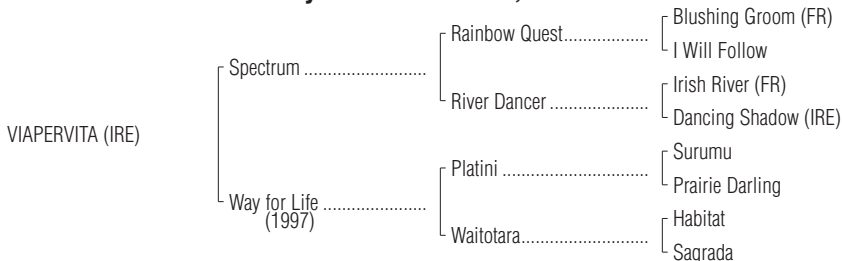 Blushing Groom (FR)
Rainbow Quest....................
I Will Follow
Spectrum ..........................
Irish River (FR)
River Dancer .....................
Dancing Shadow (IRE)
VIAPERVITA (IRE)
Surumu
Platini ...............................
Prairie Darling
Way for Life ......................
(1997)
Habitat
Waitotara...........................
Sagrada